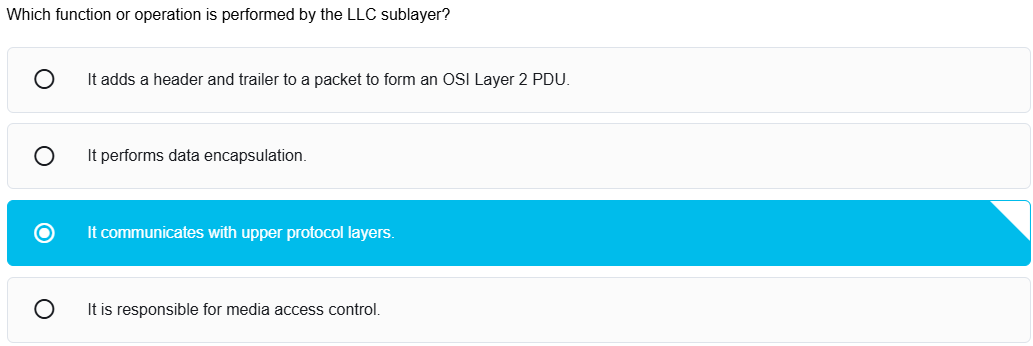 Which function or operation is performed by the LLC sublayer?
It adds a header and trailer to a packet to form an OSI Layer 2 PDU.
It performs data encapsulation.
It communicates with upper protocol layers.
It is responsible for media access control.